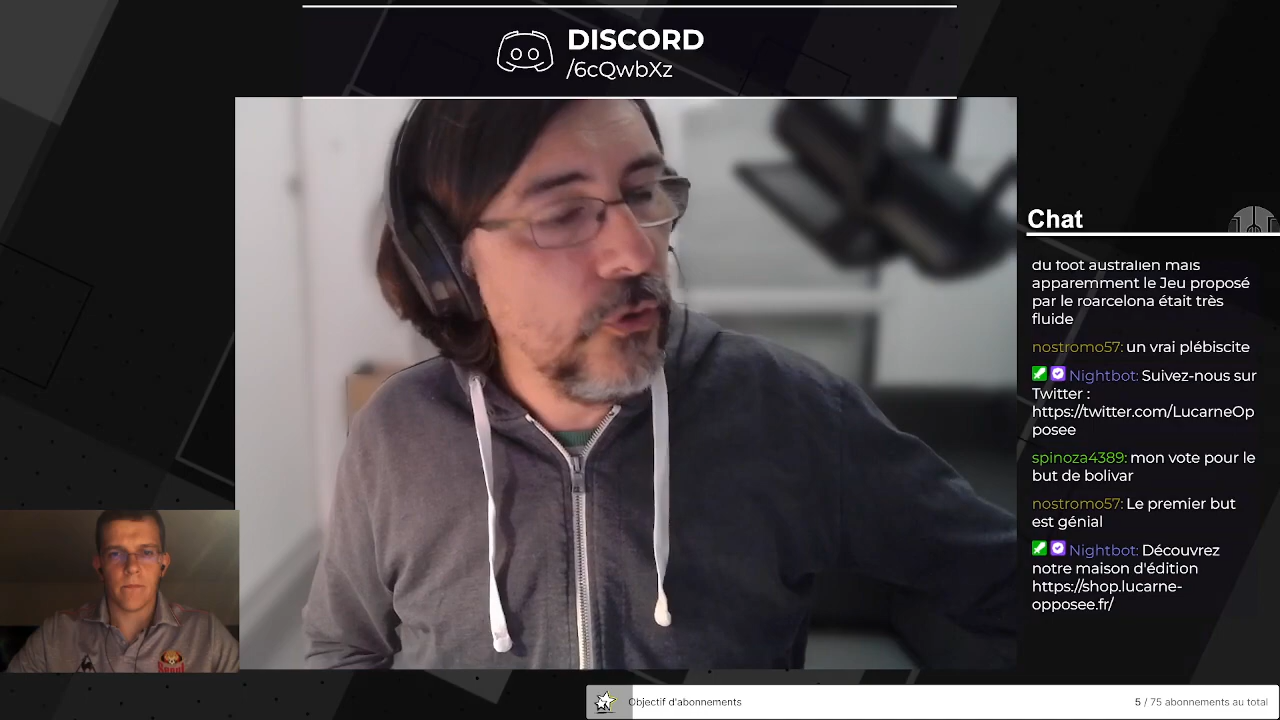 DISCORD
/6cQwbXz
Chat
du foot australien mais
apparemment le Jeu proposé
par le roarcelona était très
fluide
nostromo57: un vrai plébiscite
Nightbot: Suivez-nous sur
Twitter :
https://twitter.com/LucarneOp
posee
spinoza4389: mon vote pour le
but de bolivar
nostromo57: Le premier but
est génial
Nightbot: Découvrez
notre maison d'édition
https://shop.lucarne-
opposee.fr/
Objectif d'abonnements
5 / 75 abonnements au total